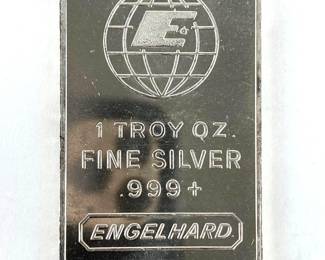 E
1 TROY OZ.
FINE SILVER
.999+
ENGELHARD